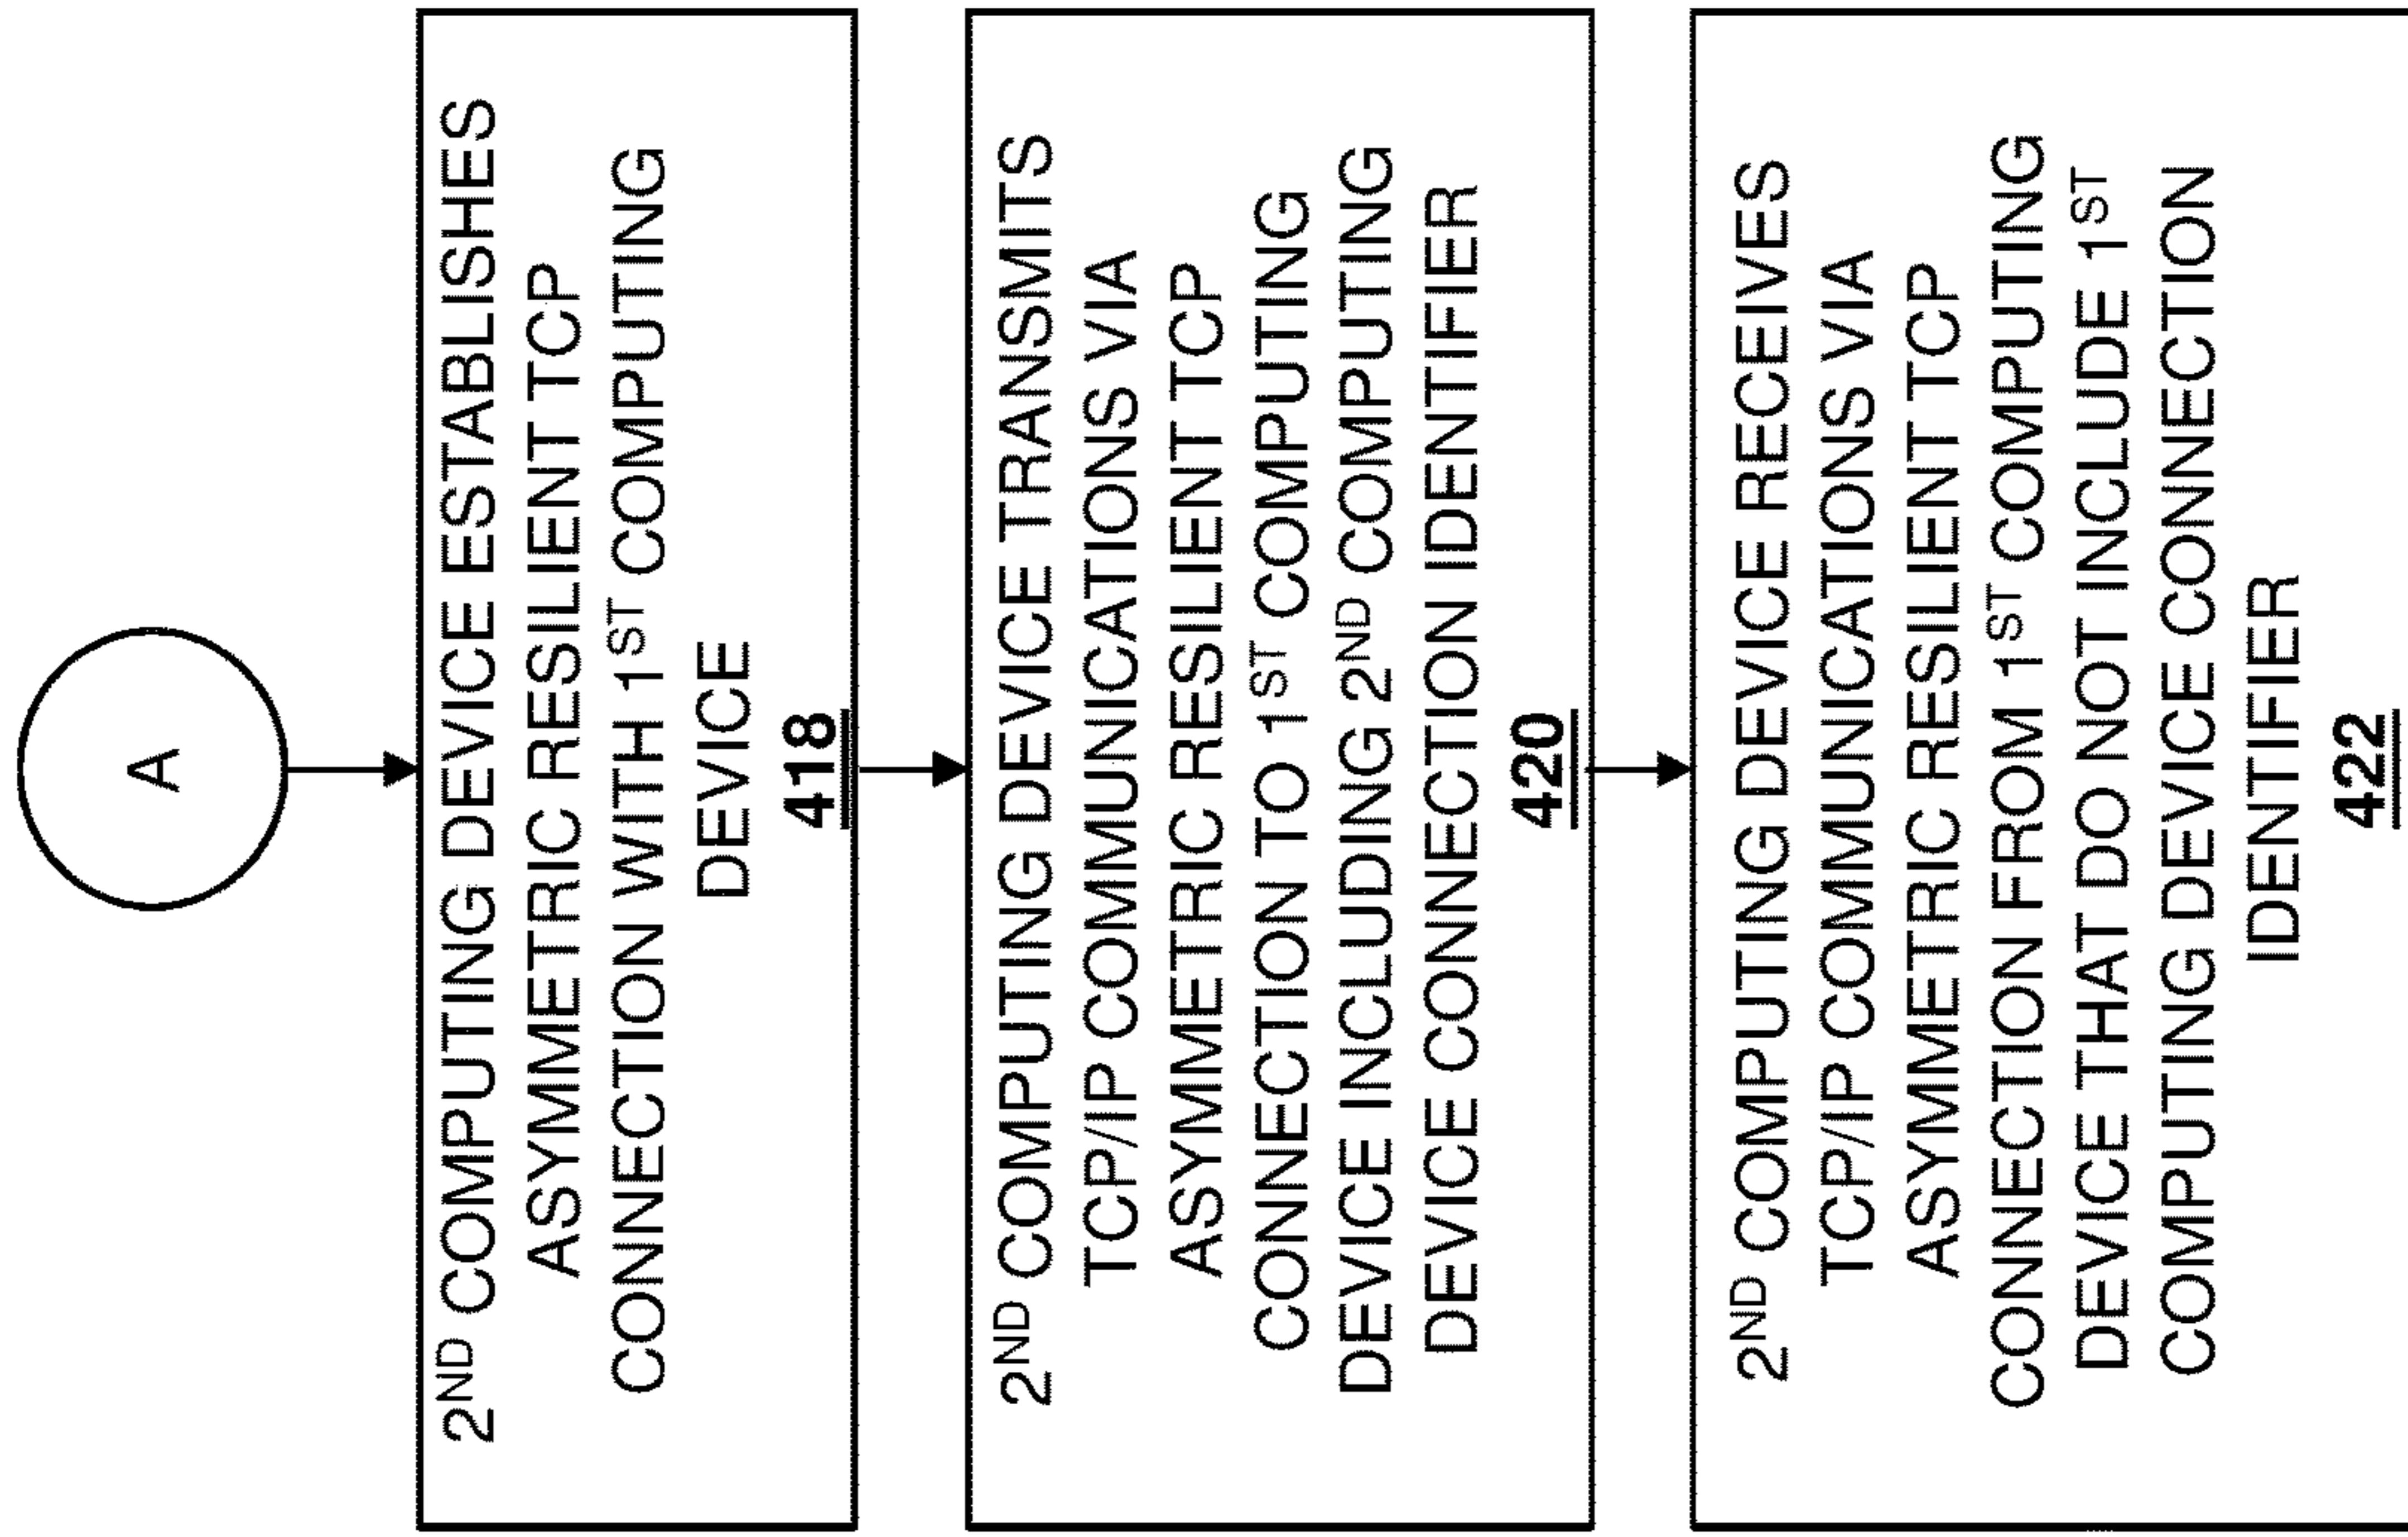 A
2ND COMPUTING DEVICE ESTABLISHES
ASYMMETRIC RESILIENT TCP
CONNECTION WITH 1ST COMPUTING
DEVICE
418
2ND COMPUTING DEVICE TRANSMITS
TCP/IP COMMUNICATIONS VIA
ASYMMETRIC RESILIENT TCP
CONNECTION TO 1ST COMPUTING
DEVICE INCLUDING 2ND COMPUTING
DEVICE CONNECTION IDENTIFIER
420
2ND COMPUTING DEVICE RECEIVES
TCP/IP COMMUNICATIONS VIA
ASYMMETRIC RESILIENT TCP
CONNECTION FROM 1ST COMPUTING
DEVICE THAT DO NOT INCLUDE 1ST
COMPUTING DEVICE CONNECTION
IDENTIFIER
422